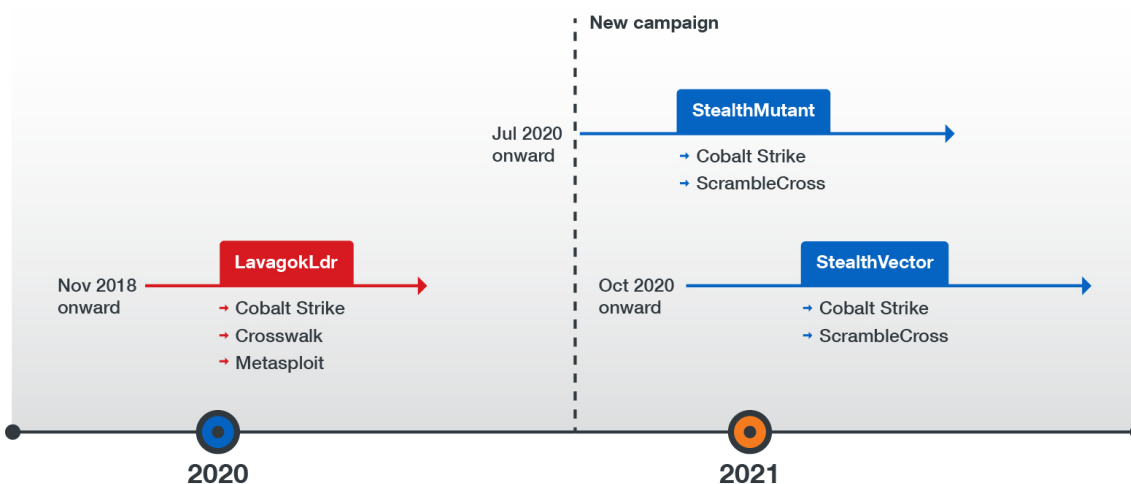 New campaign
StealthMutant
Jul 2020
onward
Cobalt Strike
ScrambleCross
LavagokLdr
Nov 2018
onward
Cobalt Strike
Crosswalk
Metasploit
StealthVector
Oct 2020
onward
Cobalt Strike
ScrambleCross
2020
2021